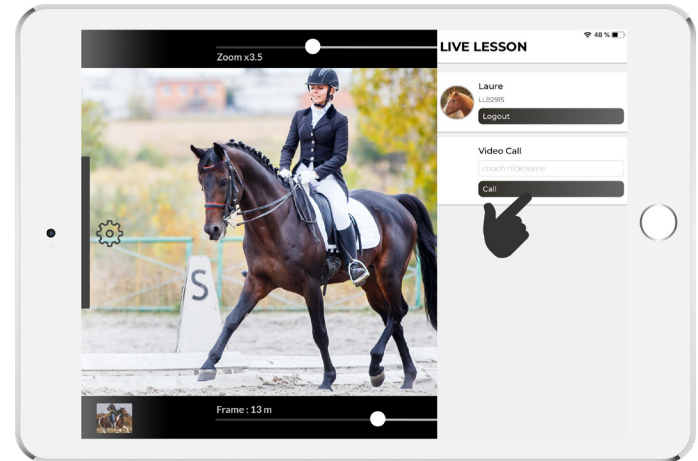 Zoom x3.5
S
Frame : 13 m
48 %
LIVE LESSON
Laure
LLB2915
Logout
Video Call
coach nickname
Call